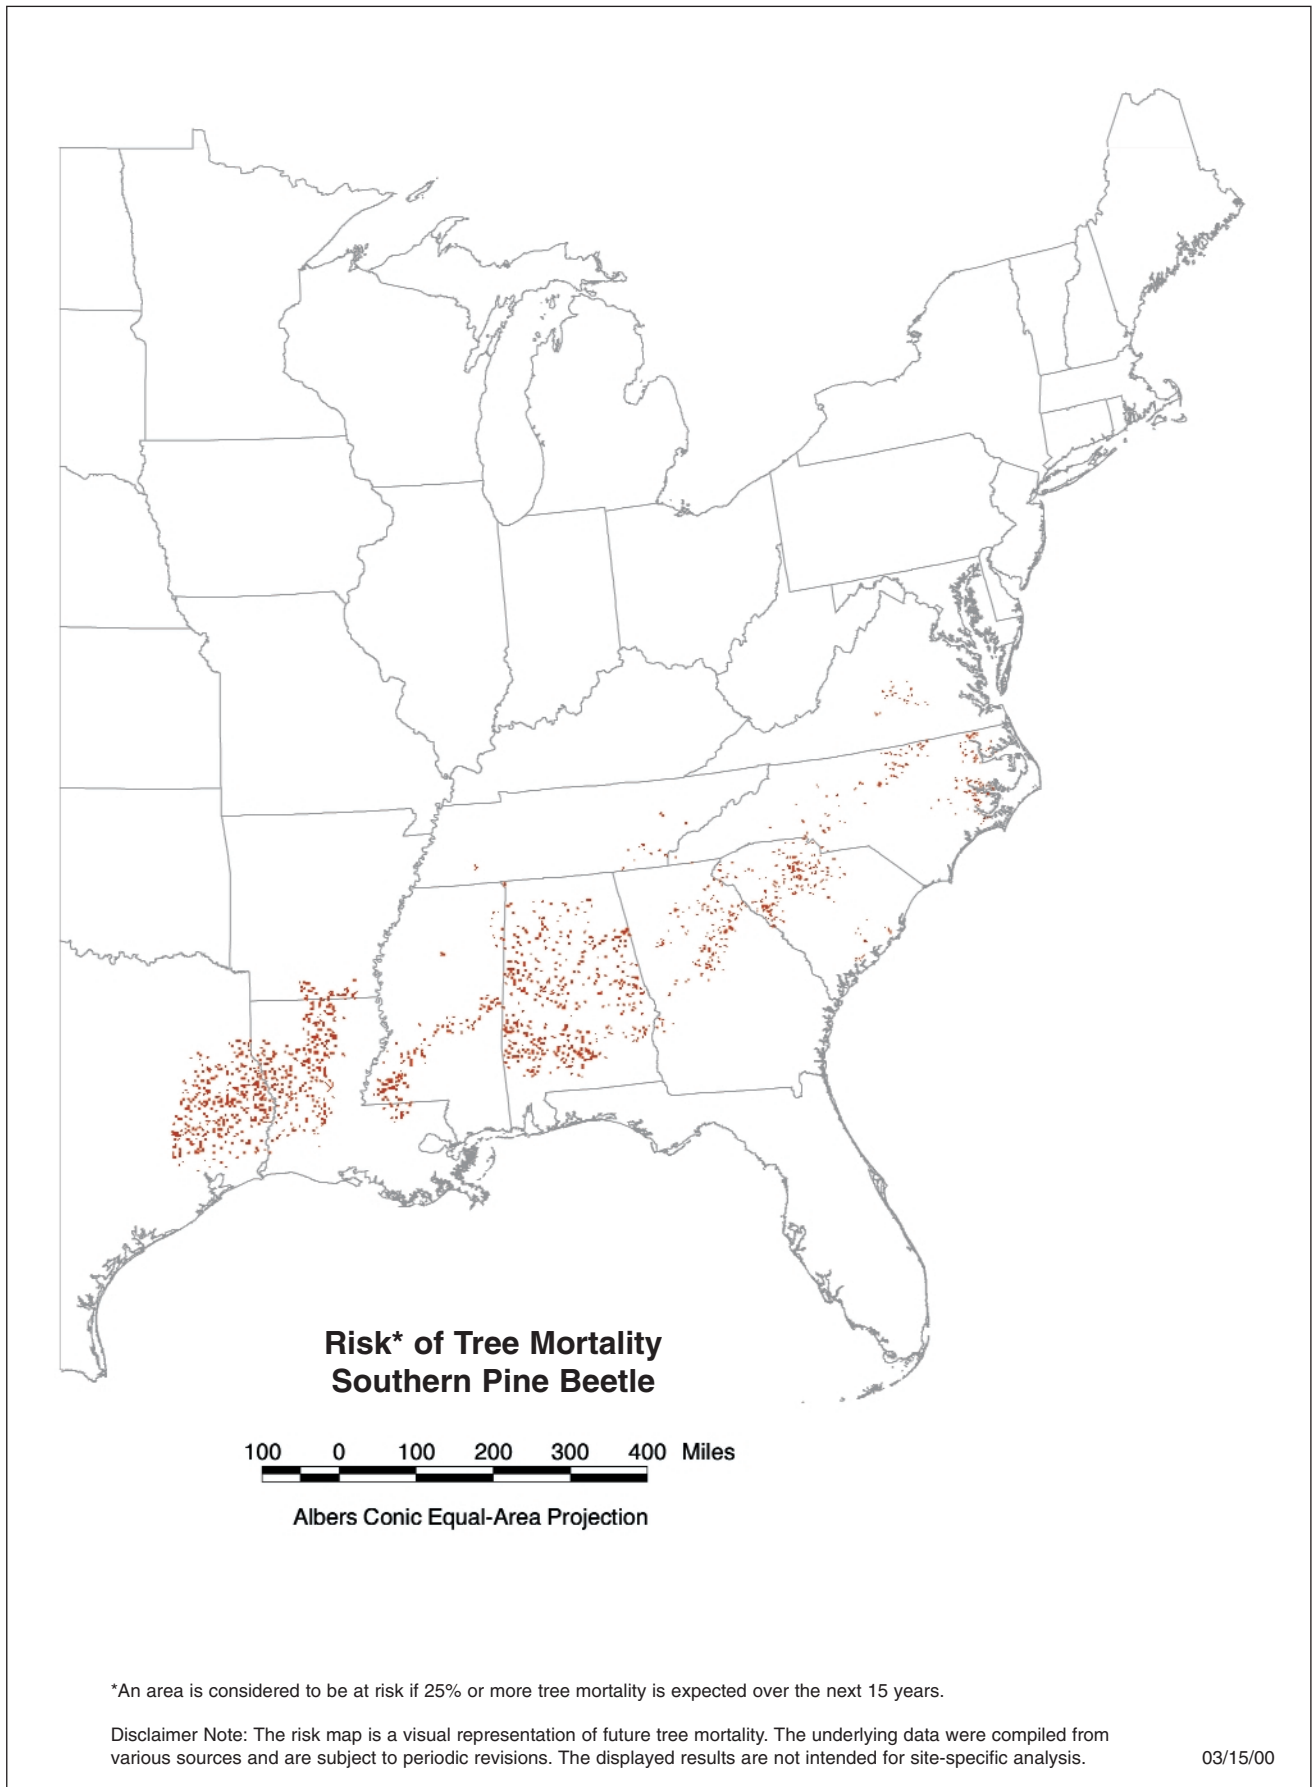 Risk* of Tree Mortality
Southern Pine Beetle
100 0 100 200 300 400 Miles
Albers Conic Equal-Area Projection
*An area is considered to be at risk if 25% or more tree mortality is expected over the next 15 years.
Disclaimer Note: The risk map is a visual representation of future tree mortality. The underlying data were compiled from
various sources and are subject to periodic revisions. The displayed results are not intended for site-specific analysis.
03/15/00